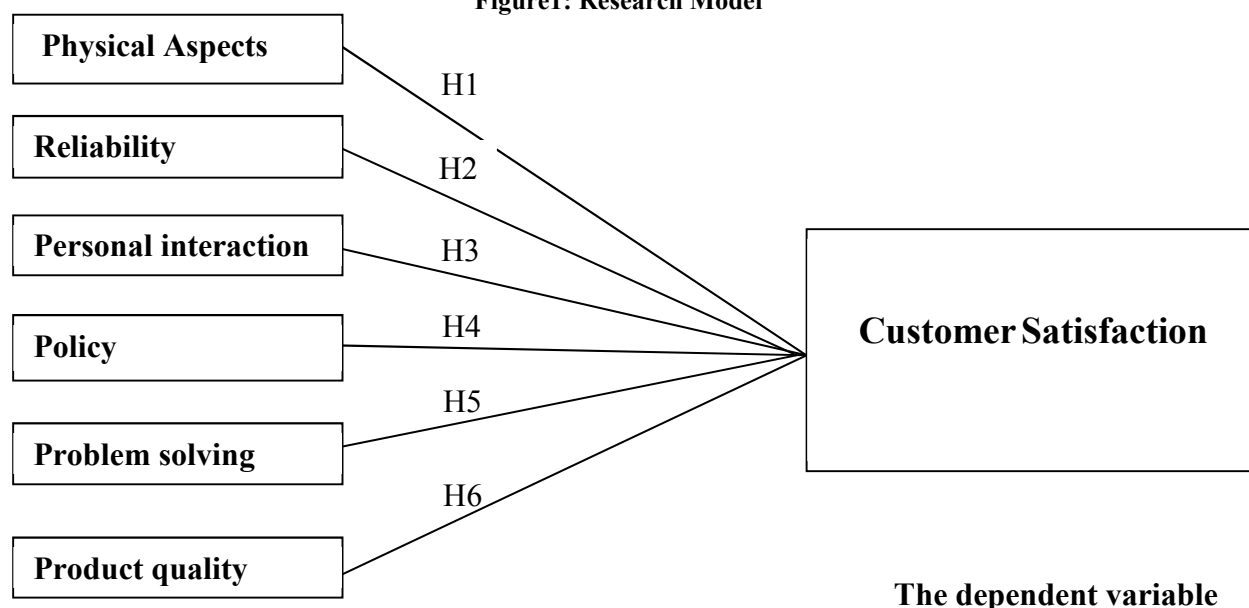 Figure1: Research Model
Physical Aspects
H1
Reliability
H2
Personal interaction
H3
Policy
H4
Customer Satisfaction
Problem solving
H5
H6
Product quality
The dependent variable